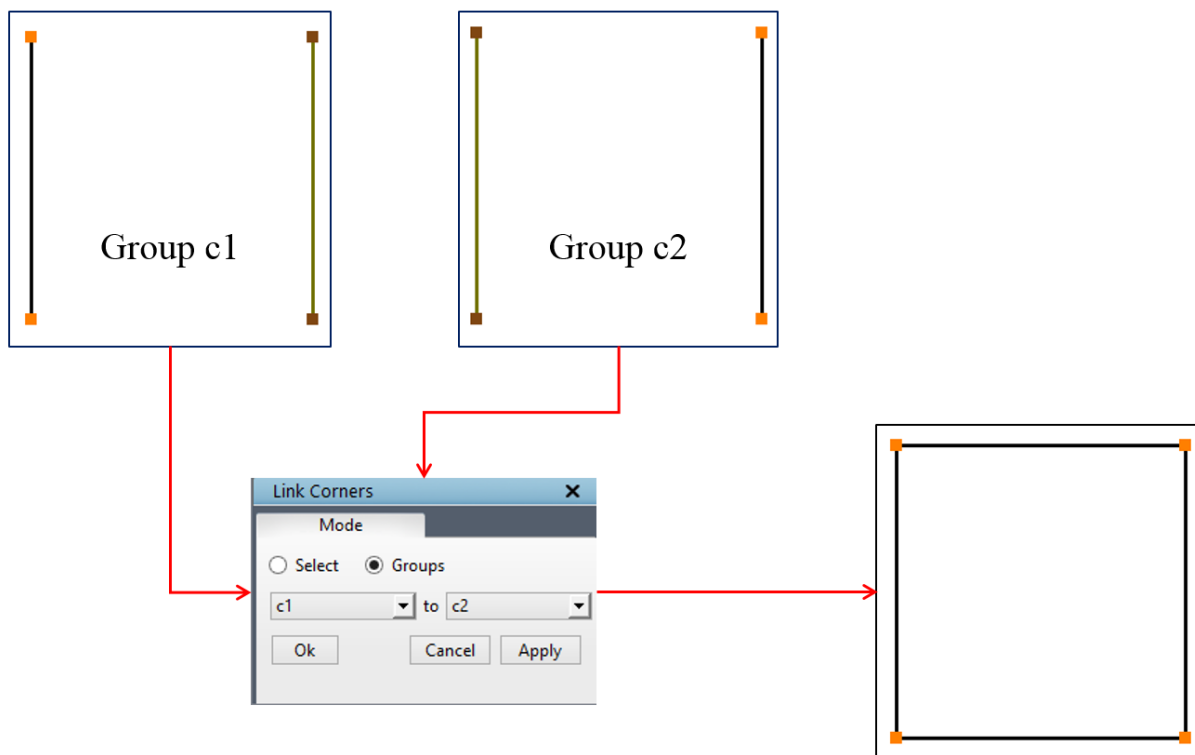 Group c1
Group c2
Link Corners
Mode
Select Groups
c1 to c2
Ok Cancel Apply